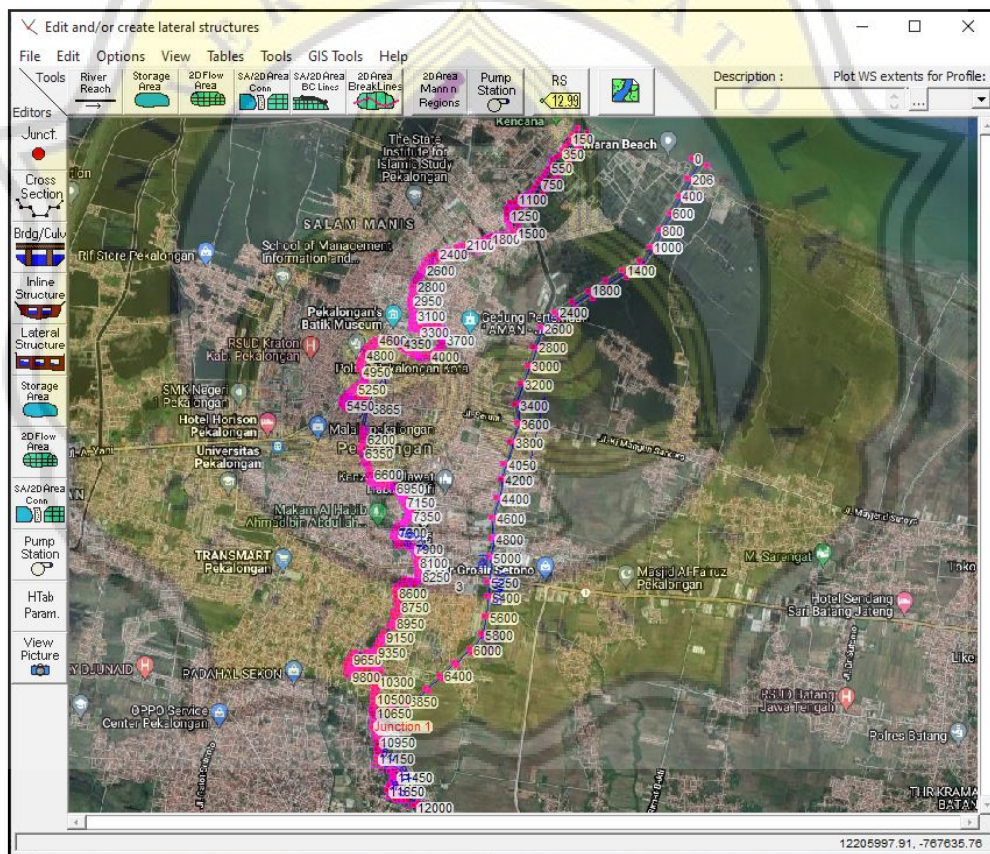 Edit and/or create lateral structures
File Edit Options View Tables Tools GIS Tools Help
Tools
Editors
River
Reach
Storage
Area
2D Flow
Area
SA/2D Area
Conn
SA/2D Area
BC Lines
2D Area
BreakLines
2D Area
Mann n
Regions
Pump
Station
RS
12.99
Description :
Plot WS extents for Profile:
...
Junct.
Cross
Section
Brdg/Culv
Inline
Structure
Lateral
Structure
Storage
Area
2D Flow
Area
SA/2D Area
Conn
Pump
Station
HTab
Param.
View
Picture
Kencana
The State
Institute for
Islamic Study
Pekalongan
SALAM MANIS
School of Management
Information and...
Rif Store Pekalongan
Pekalongan's
Batik Museum
RSUD Kraton
Kab. Pekalongan
SMK Negeri
Pekalongan
Hotel Horison
Pekalongan
Universitas
Pekalongan
Makam Al Habib
TRANSMART
Pekalongan
PADAHAL SEKON
OPPO Service
Center Pekalongan
Masjid Al-Fairuz
Pekalongan
M. Sarengat
Hotel Sendang
Sari Batang Jateng
RSUD Batang
Jawa Tengah
Polres Batang
THR KRAMA
BATAN
Toko
Like
150
350
550
750
1100
1250
1500
1800
2100
2400
2600
2800
2950
3100
3300
3700
4000
4350
4600
4800
4950
5250
5450
5865
6200
6350
6600
6950
7150
7350
7900
8100
8250
8600
8750
8950
9150
9350
9650
9800
10300
10500
10650
Junction 1
10950
11150
11450
11650
12000
0
206
400
600
800
1000
1400
1800
2400
2600
2800
3000
3200
3400
3600
3800
4050
4200
4400
4600
4800
5000
5600
5800
6000
6400
3
12205997.91, -767635.76